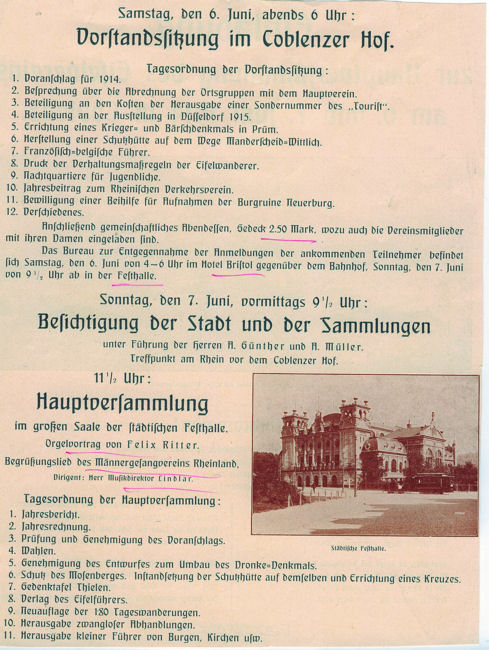 Samstag, den 6. Juni, abends 6 Uhr:
Vorstandssitzung im Coblenzer Hof.
Tagesordnung der Vorstandsitzung:
1. Voranschlag für 1914.
2. Besprechung über die Abrechnung der Ortsgruppen mit dem Hauptverein.
3. Beteiligung an den Kosten der Herausgabe einer Sondernummer des „Tourist".
4. Beteiligung an der Ausstellung in Düsseldorf 1915.
5. Errichtung eines Krieger= und Bärschdenkmals in Prüm.
6. Herstellung einer Schutzhütte auf dem Wege Manderscheid=Wittlich.
7. Französisch=belgische Führer.
8. Druck der Verhaltungsmaßregeln der Eifelwanderer.
9. Nachtquartiere für Jugendliche.
10. Jahresbeitrag zum Rheinischen Verkehrsverein.
11. Bewilligung einer Beihilfe für Aufnahmen der Burgruine Neuerburg.
12. Verschiedenes.
Anschließend gemeinschaftliches Abendessen, Gedeck 2.50 Mark, wozu auch die Vereinsmitglieder
mit ihren Damen eingeladen sind.
Das Bureau zur Entgegennahme der Anmeldungen der ankommenden Teilnehmer befindet
sich Samstag, den 6. Juni von 4—6 Uhr im Hotel Bristol gegenüber dem Bahnhof, Sonntag, den 7. Juni
von 9 1/2 Uhr ab in der Festhalle.
Sonntag, den 7. Juni, vormittags 9 1/2 Uhr:
Besichtigung der Stadt und der Sammlungen
unter Führung der Herren A. Günther und A. Müller.
Treffpunkt am Rhein vor dem Coblenzer Hof.
11 1/2 Uhr:
Hauptversammlung
im großen Saale der städtischen Festhalle.
Orgelvortrag von Felix Ritter.
Begrüßungslied des Männergesangvereins Rheinland.
Dirigent: Herr Musikdirektor Lindlar.
Städtische Festhalle.
Tagesordnung der Hauptversammlung:
1. Jahresbericht.
2. Jahresrechnung.
3. Prüfung und Genehmigung des Voranschlags.
4. Wahlen.
5. Genehmigung des Entwurfes zum Umbau des Dronke=Denkmals.
6. Schutz des Mosenberges. Instandsetzung der Schutzhütte auf demselben und Errichtung eines Kreuzes.
7. Gedenktafel Thielen.
8. Verlag des Eifelführers.
9. Neuauflage der 180 Tageswanderungen.
10. Herausgabe zwangloser Abhandlungen.
11. Herausgabe kleiner Führer von Burgen, Kirchen usw.